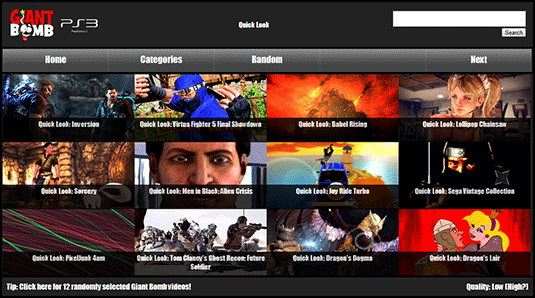 GIANT
BOMB
PS3
PlayStation 3
Quick Look
Search
Home
Categories
Random
Next
Quick Look: Inversion
Quick Look: Virtua Fighter 5 Final Showdown
Quick Look: Babel Rising
Quick Look: Lollipop Chainsaw
Quick Look: Sorcery
Quick Look: Men in Black: Alien Crisis
Quick Look: Joy Ride Turbo
Quick Look: Sega Vintage Collection
Quick Look: PixelJunk 4am
Quick Look: Tom Clancy's Ghost Recon: Future
Soldier
Quick Look: Dragon's Dogma
Quick Look: Dragon's Lair
Tip: Click here for 12 randomly selected Giant Bomb videos!
Quality: Low (High?)